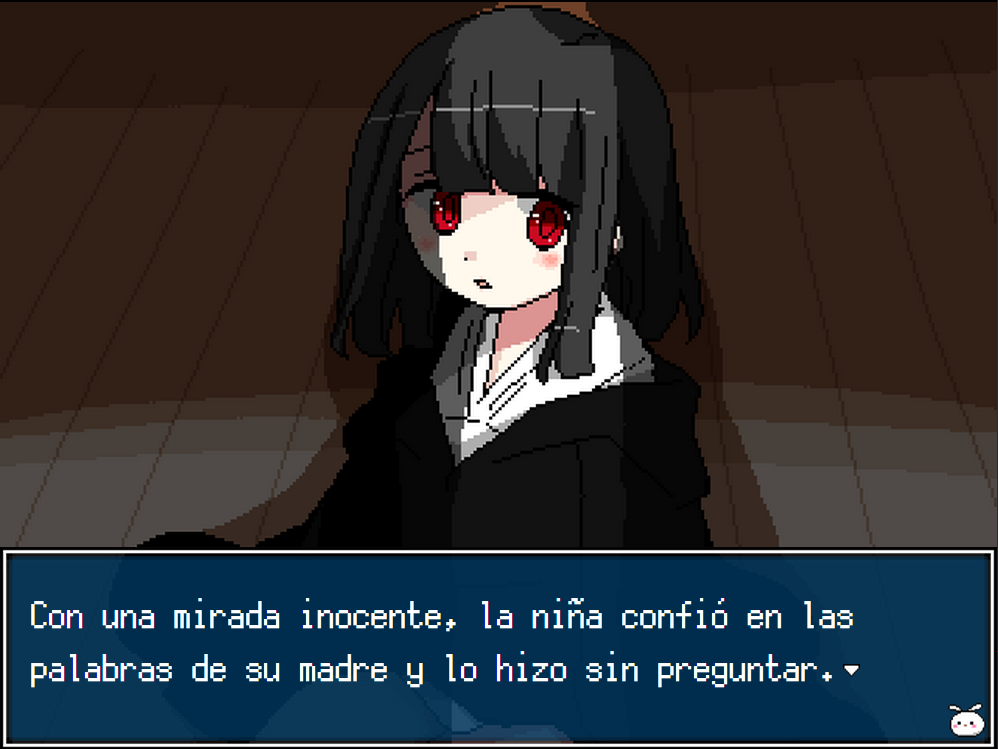 Con una mirada inocente, la niña confió en las
palabras de su madre y lo hizo sin preguntar.